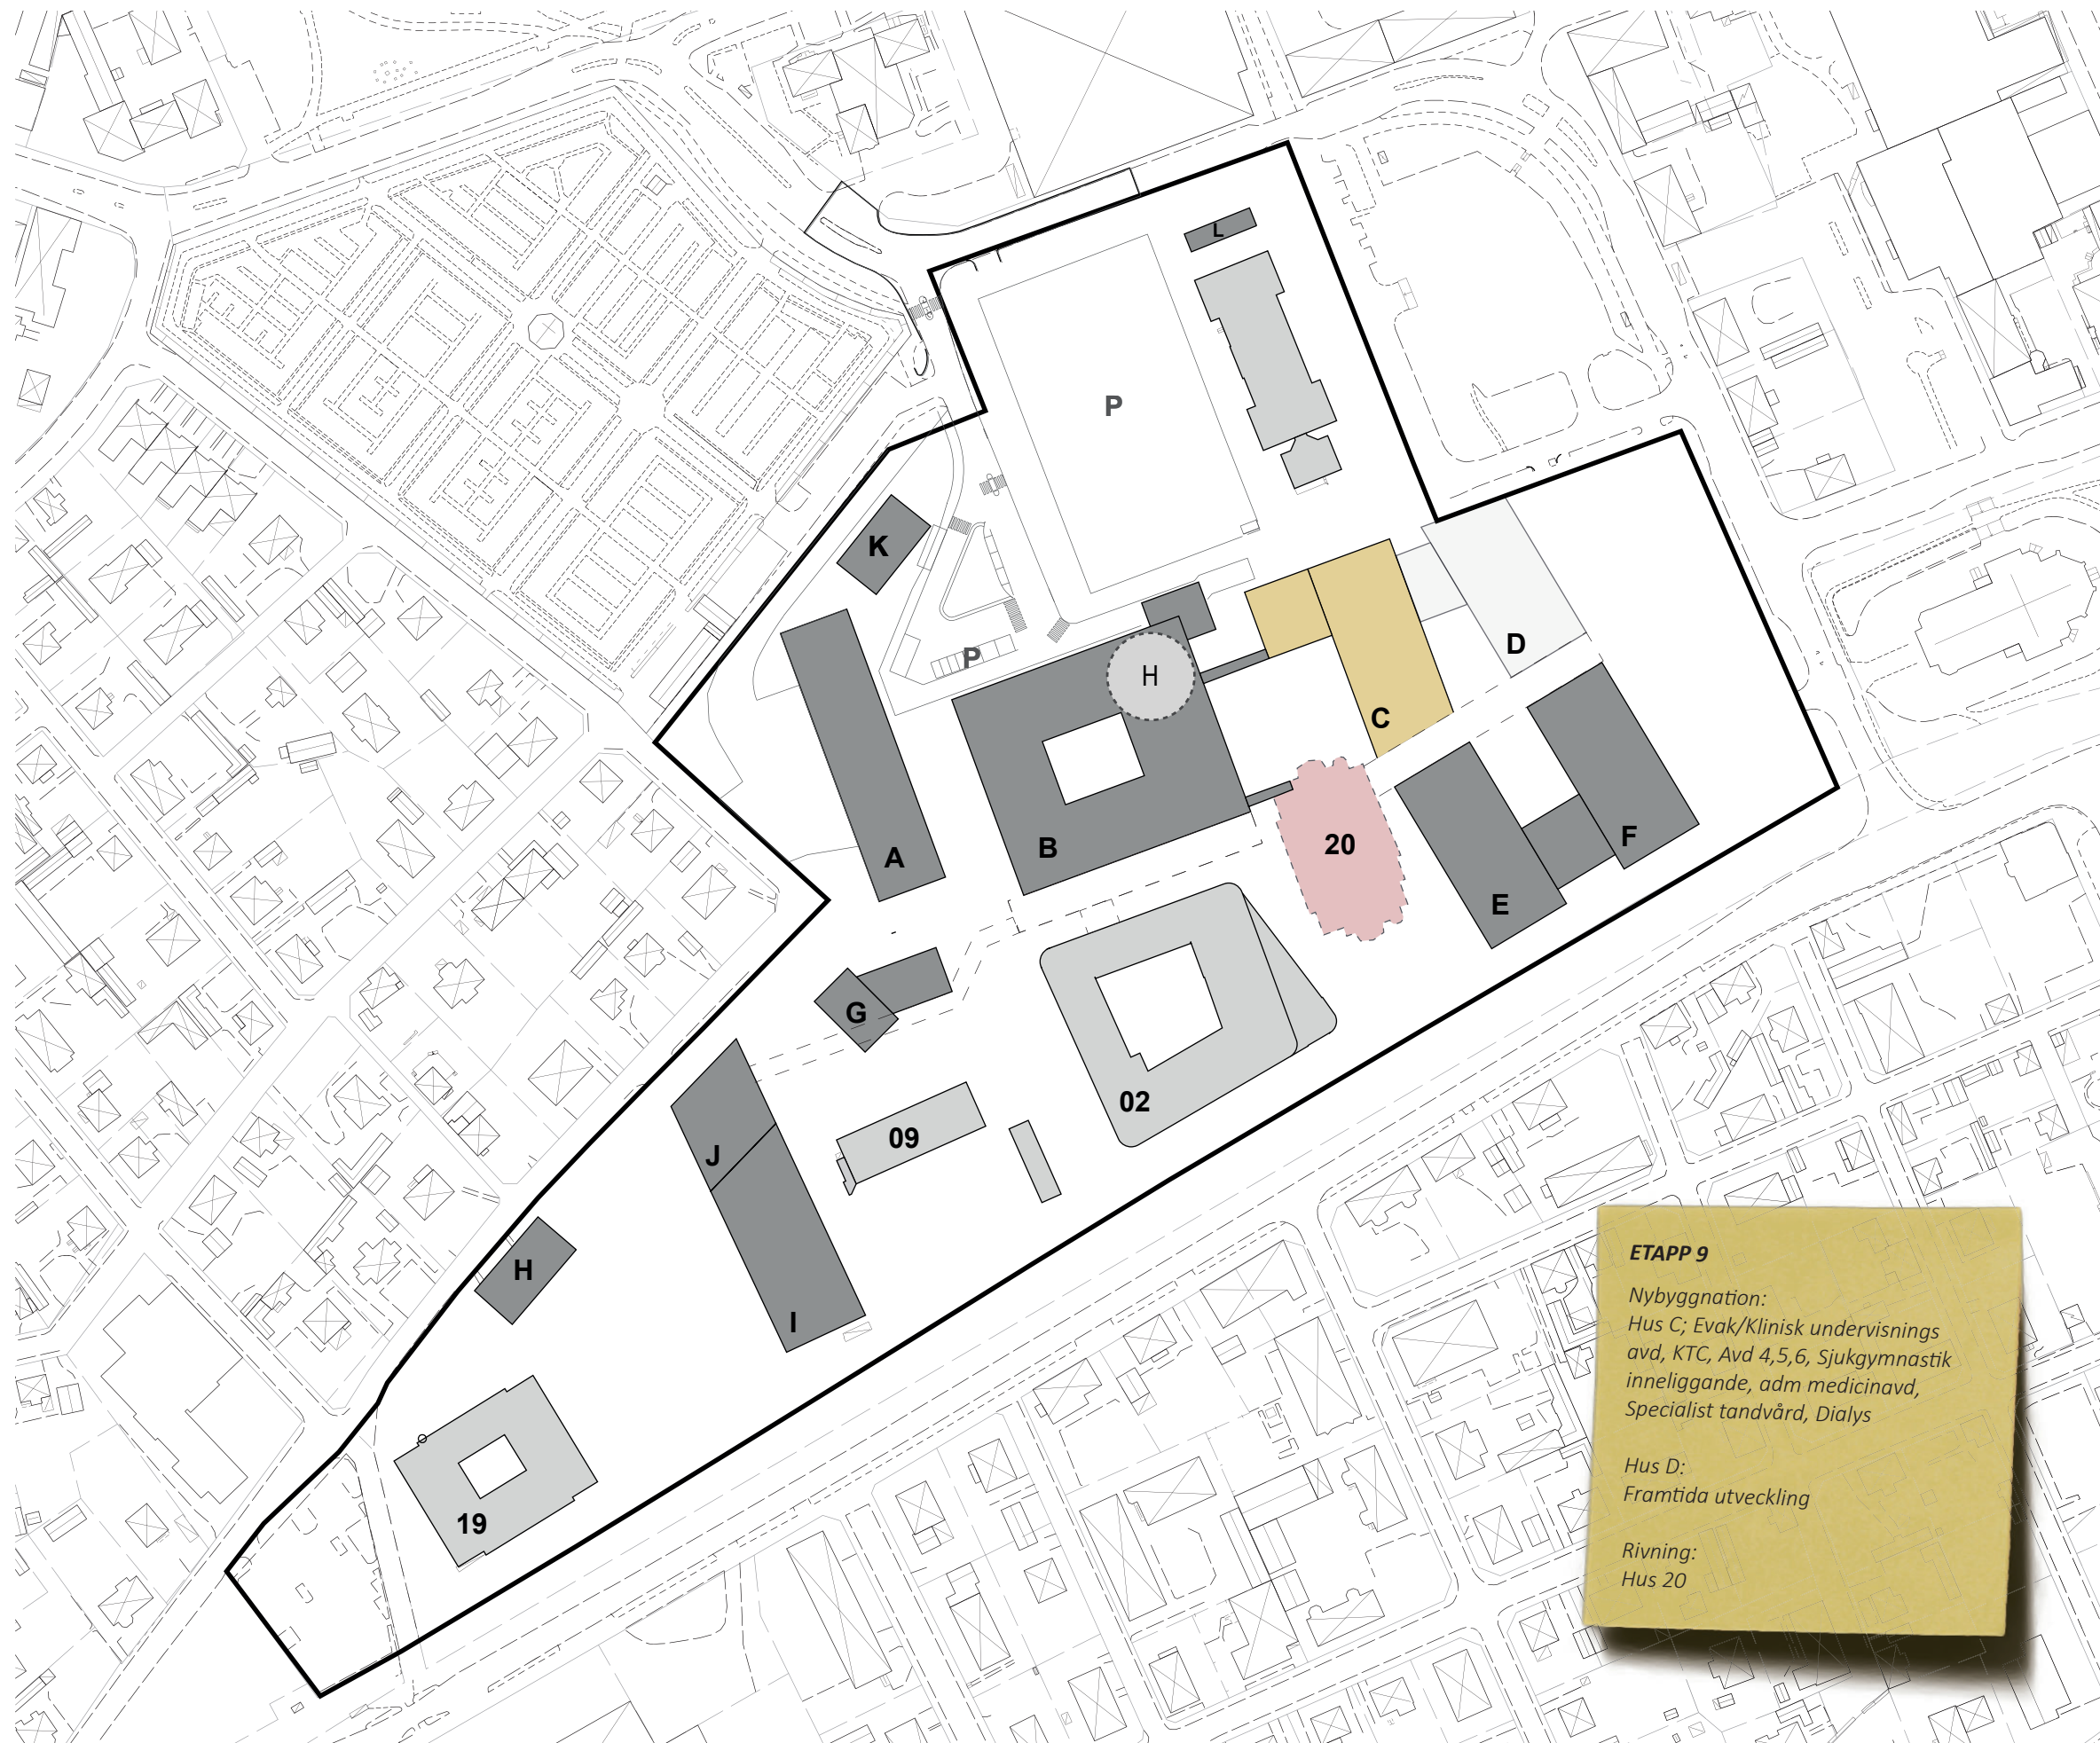 L
P
K
H
P
D
C
A
B
20
F
E
G
02
09
J
H
I
19
ETAPP 9
Nybyggnation:
Hus C; Evak/Klinisk undervisnings
avd, KTC, Avd 4,5,6, Sjukgymnastik
inneliggande, adm medicinavd,
Specialist tandvård, Dialys
Hus D:
Framtida utveckling
Rivning:
Hus 20